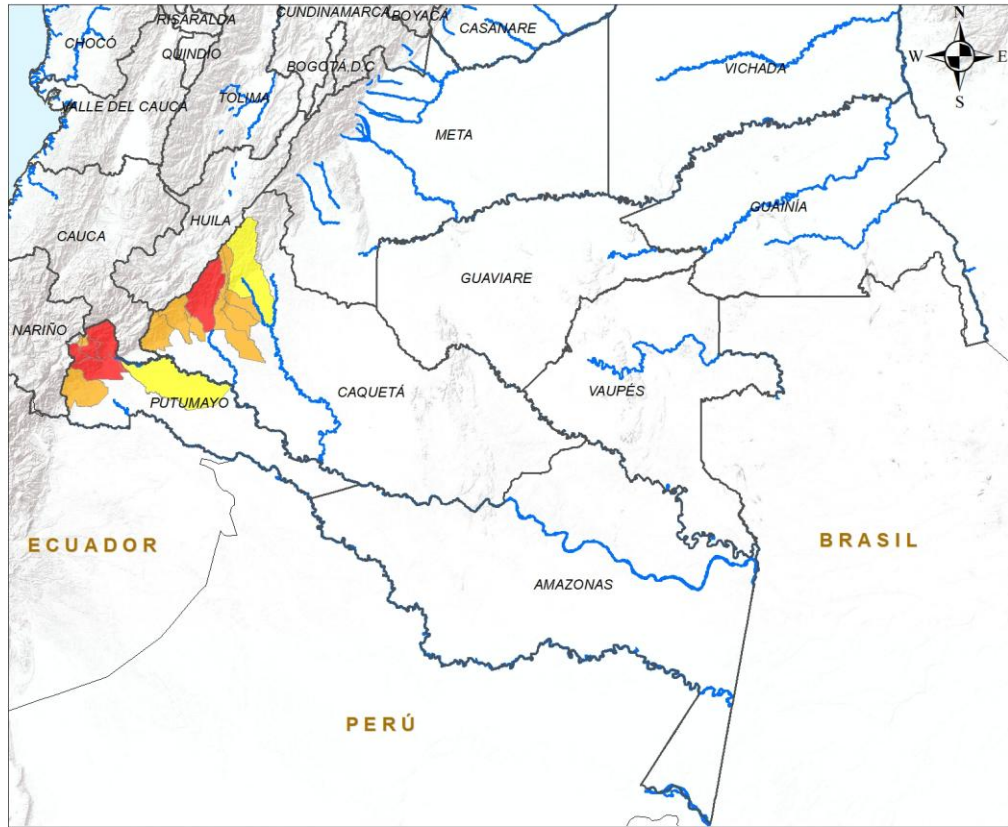 CUNDINAMARCA
BOYACÁ
RISARALDA
CASANARE
N
CHOCÓ
QUINDÍO
BOGOTÁ D.C
VICHADA
W
E
TOLIMA
VALLE DEL CAUCA
S
META
GUAINÍA
HUILA
CAUCA
GUAVIARE
NARIÑO
CAQUETÁ
VAUPÉS
PUTUMAYO
ECUADOR
BRASIL
AMAZONAS
PERÚ